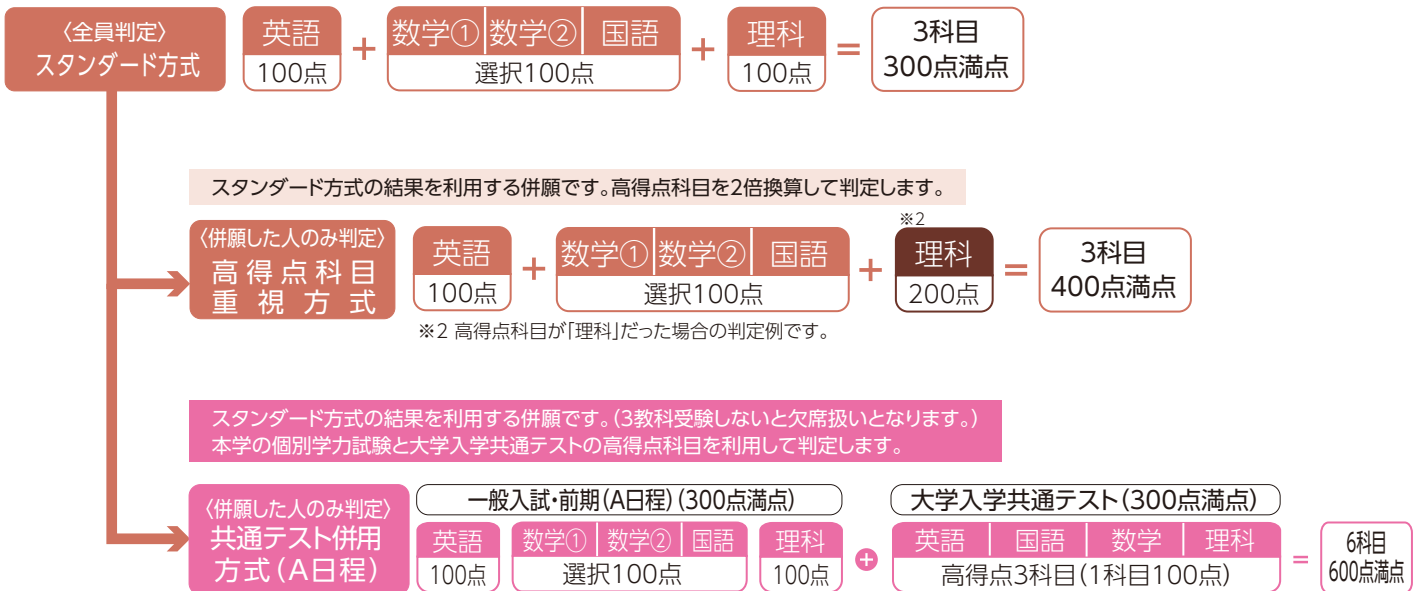 〈全員判定〉
スタンダード方式
英語
100点
+
数学① 数学② 国語
選択100点
+
理科
100点
=
3科目
300点満点
スタンダード方式の結果を利用する併願です。高得点科目を2倍換算して判定します。
〈併願した人のみ判定〉
高得点科目
重視方式
英語
100点
+
数学① 数学② 国語
選択100点
+
※2
理科
200点
=
3科目
400点満点
※2 高得点科目が「理科」だった場合の判定例です。
スタンダード方式の結果を利用する併願です。(3教科受験しないと欠席扱いとなります。)
本学の個別学力試験と大学入学共通テストの高得点科目を利用して判定します。
〈併願した人のみ判定〉
共通テスト併用
方式(A日程)
一般入試・前期(A日程)(300点満点)
英語
100点
数学① 数学② 国語
選択100点
理科
100点
+
大学入学共通テスト(300点満点)
英語 国語 数学 理科
高得点3科目(1科目100点)
=
6科目
600点満点